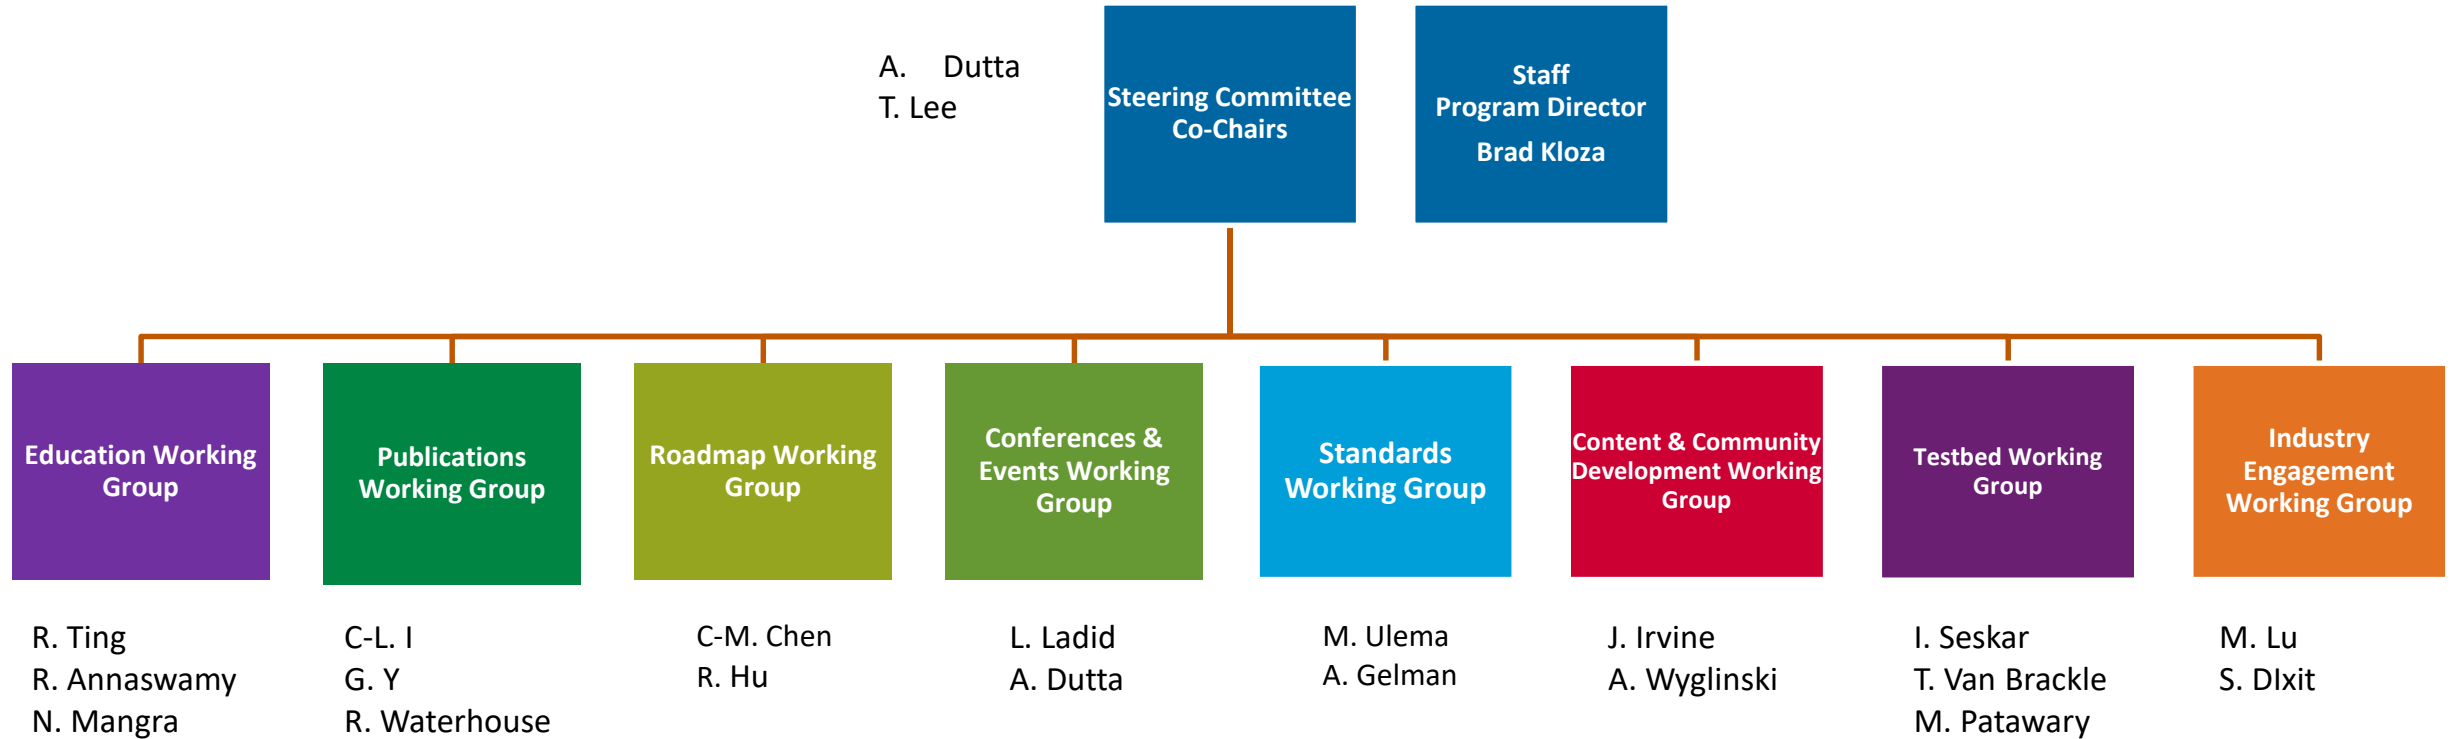 A. Dutta
T. Lee
Steering Committee
Co-Chairs
Staff
Program Director
Brad Kloza
Education Working
Group
Publications
Working Group
Roadmap Working
Group
Conferences &
Events Working
Group
Standards
Working Group
Content & Community
Development Working
Group
Testbed Working
Group
Industry
Engagement
Working Group
R. Ting
R. Annaswamy
N. Mangra
C-L. I
G. Y
R. Waterhouse
C-M. Chen
R. Hu
L. Ladid
A. Dutta
M. Ulema
A. Gelman
J. Irvine
A. Wyglinski
I. Seskar
T. Van Brackle
M. Patawary
M. Lu
S. DIxit